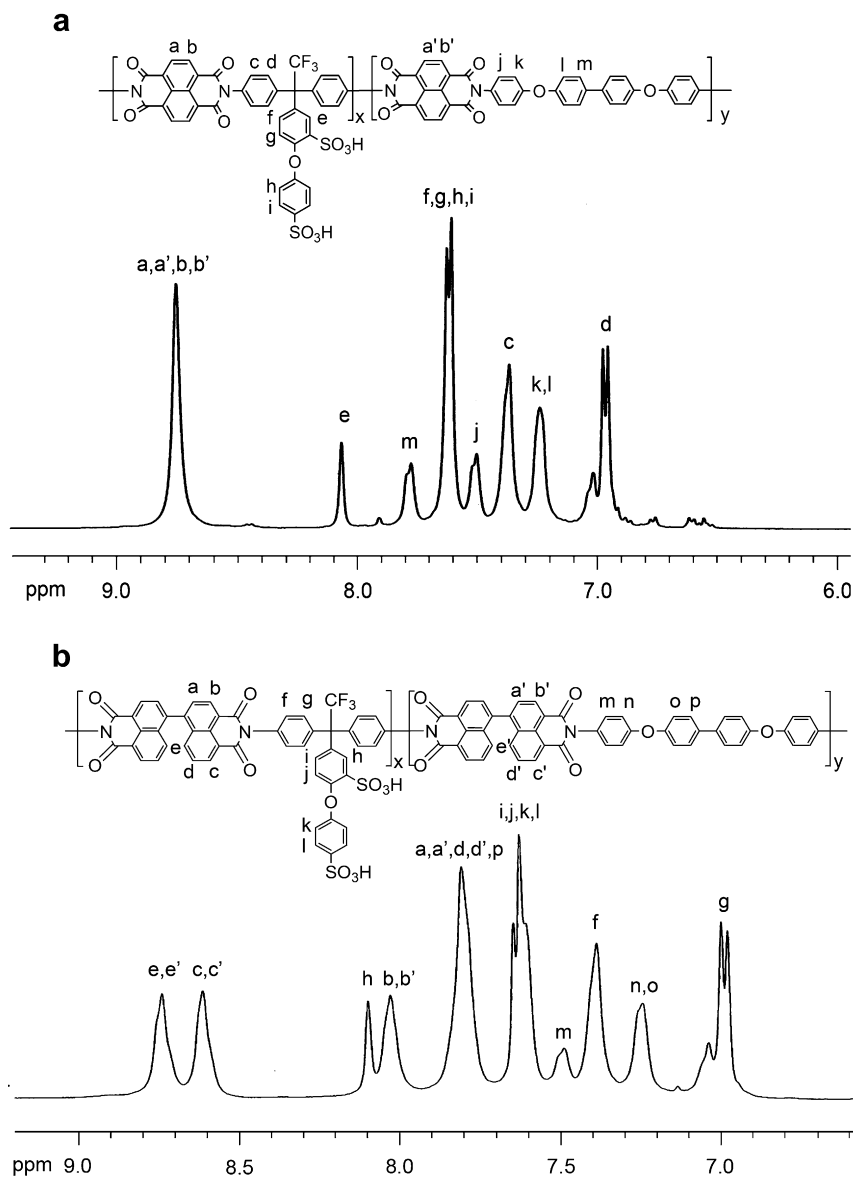 a
a b
a'b'
O O
c d
CF₃
O O
j k
l m
N N
N N
O O
O O
O O
x
y
f e
g
SO₃H
O
h
i
SO₃H
f,g,h,i
a,a',b,b'
d
c
k,l
e
m
j
ppm 9.0 8.0 7.0 6.0
b
a b
a' b'
O O
f g
CF₃
O O
m n
o p
N N
N N
O O
O O
O O
e
d c
e'
d' c'
i h
j
x
y
SO₃H
O
k
l
SO₃H
i,j,k,l
a,a',d,d',p
g
f
e,e' c,c'
h b,b'
n,o
m
ppm 9.0 8.5 8.0 7.5 7.0